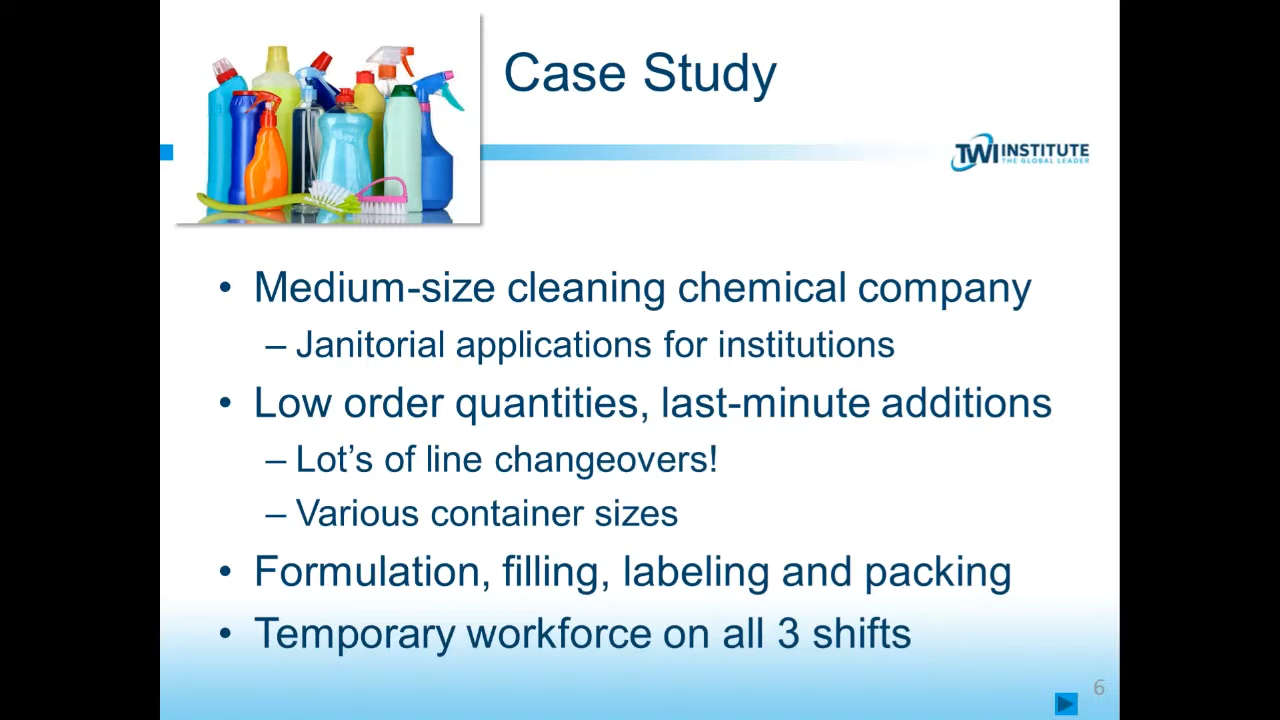 Case Study
TWI INSTITUTE
THE GLOBAL LEADER
• Medium-size cleaning chemical company
– Janitorial applications for institutions
• Low order quantities, last-minute additions
– Lot’s of line changeovers!
– Various container sizes
• Formulation, filling, labeling and packing
• Temporary workforce on all 3 shifts
6